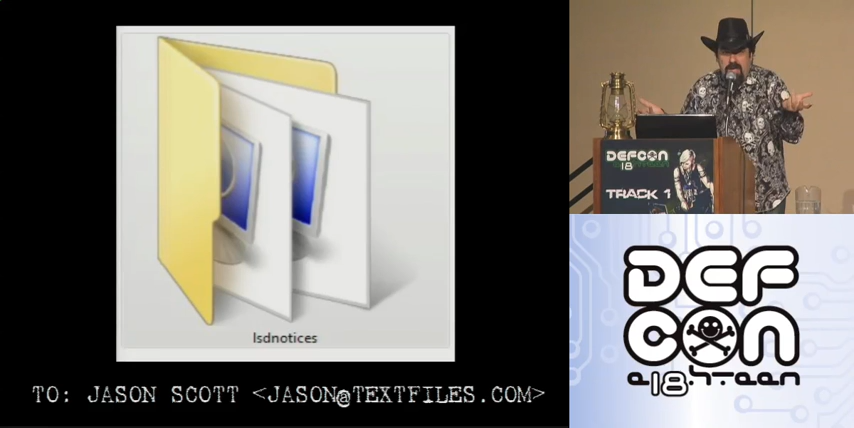 lsdnotices
TO: JASON SCOTT <JASON@TEXTFILES.COM>
DEFCON
18
TRACK 1
DEF
CON
e18hteen